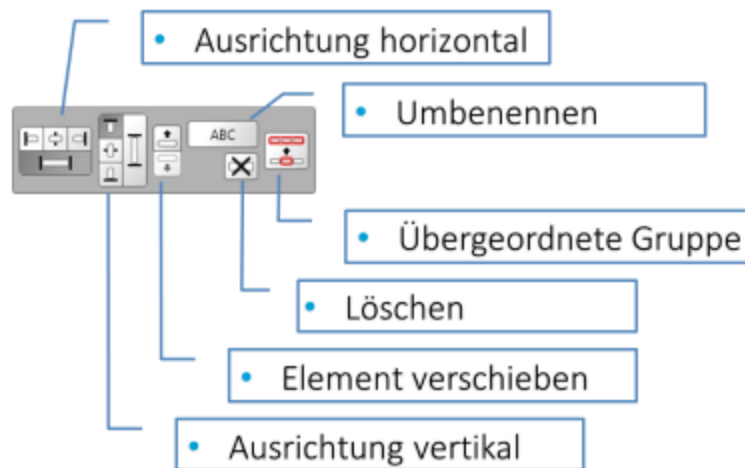 • Ausrichtung horizontal
• Umbenennen
ABC
• Übergeordnete Gruppe
• Löschen
• Element verschieben
• Ausrichtung vertikal